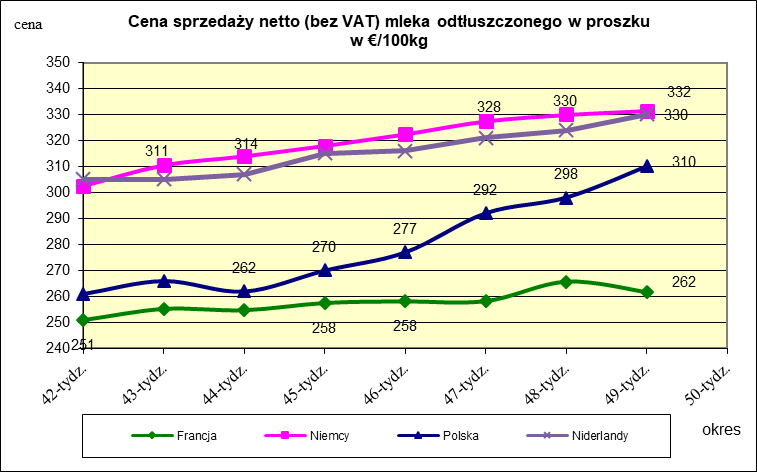 cena
Cena sprzedaży netto (bez VAT) mleka odtłuszczonego w proszku
w €/100kg
350
340
330
320
310
300
290
280
270
260
250
240
311
314
328
330
332
330
310
298
292
277
270
262
251
258
258
262
42-tydz.
43-tydz.
44-tydz.
45-tydz.
46-tydz.
47-tydz.
48-tydz.
49-tydz.
50-tydz.
okres
Francja
Niemcy
Polska
Niderlandy